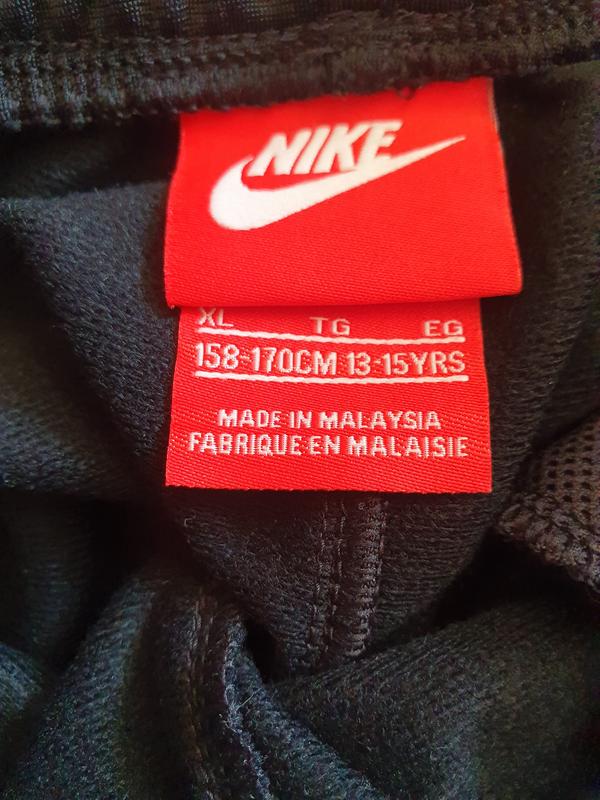 NIKE
XL TG EG
158-170CM 13-15YRS
MADE IN MALAYSIA
FABRIQUE EN MALAISIE